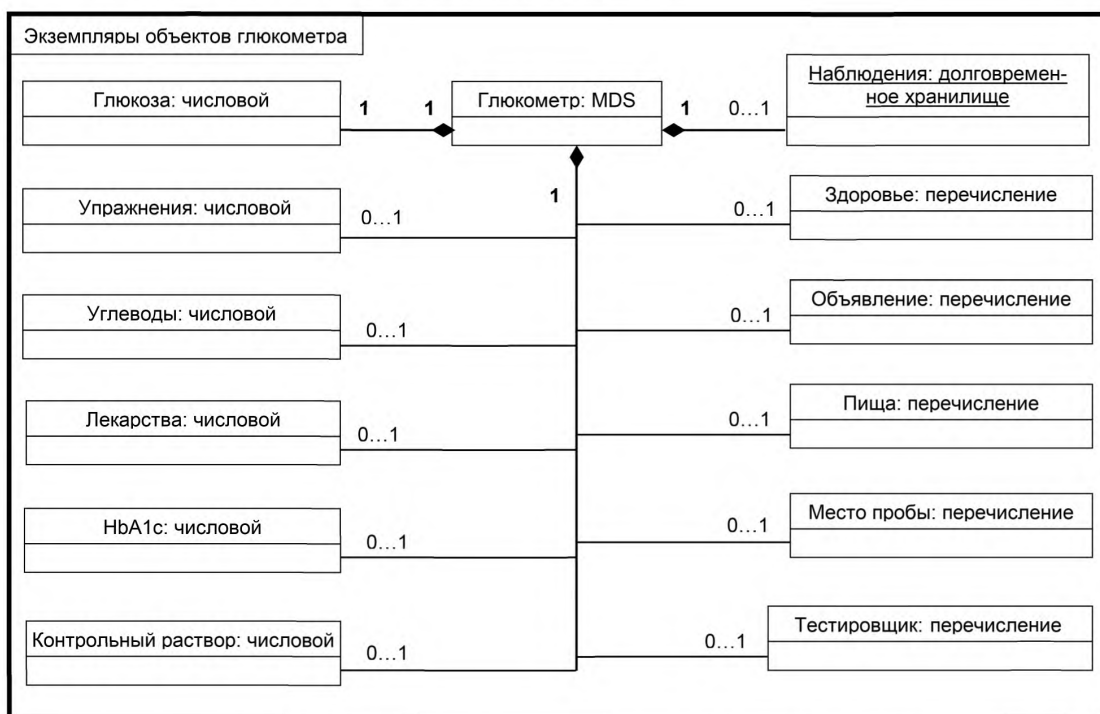 Экземпляры объектов глюкометра
Глюкоза: числовой
1
1
Глюкометр: MDS
1
0...1
Наблюдения: долговремен-
ное хранилище
1
Упражнения: числовой
0...1
0...1
Здоровье: перечисление
Углеводы: числовой
0...1
0...1
Объявление: перечисление
Лекарства: числовой
0...1
0...1
Пища: перечисление
HbA1c: числовой
0...1
0...1
Место пробы: перечисление
Контрольный раствор: числовой
0...1
0...1
Тестировщик: перечисление